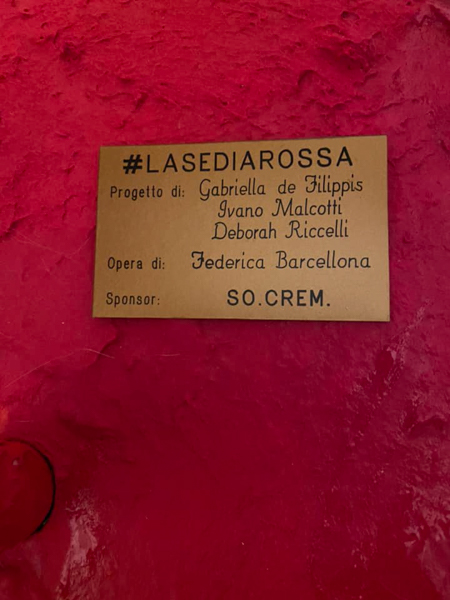 #LASEDIAROSSA
Progetto di: Gabriella de Filippis
Ivano Malcotti
Deborah Riccelli
Opera di: Federica Barcellona
Sponsor: SO.CREM.